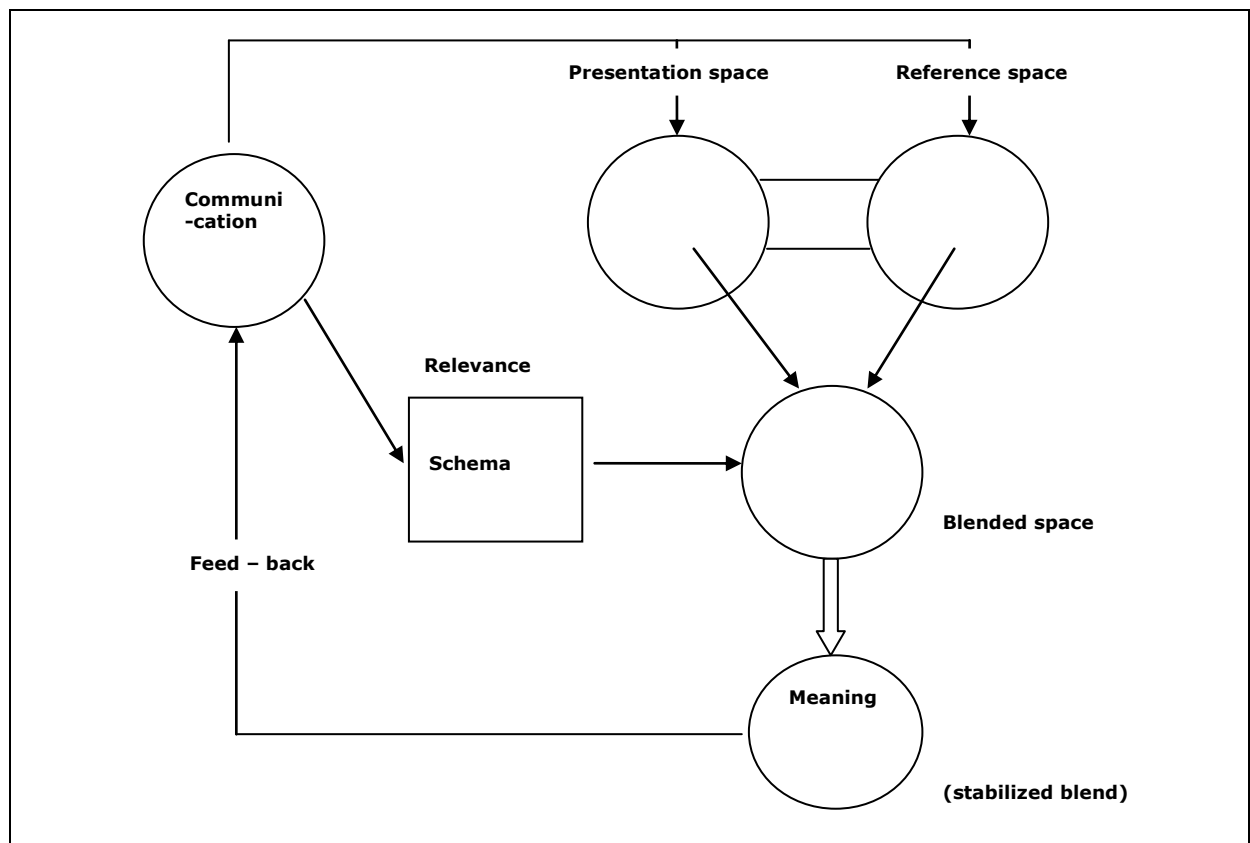 Presentation space
Reference space
Communi
-cation
Relevance
Schema
Blended space
Feed – back
Meaning
(stabilized blend)